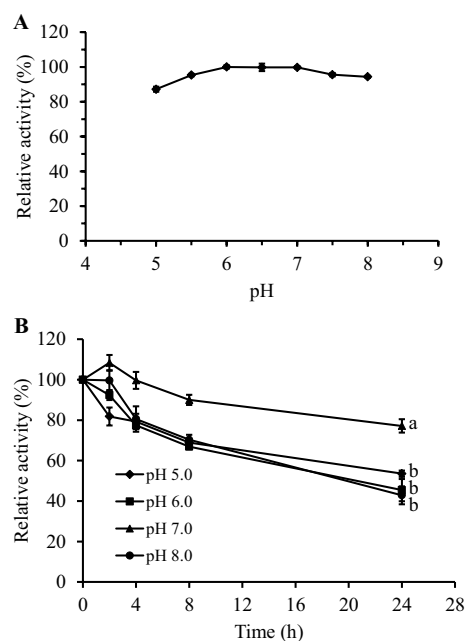 A
Relative activity (%)
120
100
80
60
40
20
0
4 5 6 7 8 9
pH
B
Relative activity (%)
120
100
80
60
40
20
0
a
b
b
b
pH 5.0
pH 6.0
pH 7.0
pH 8.0
0 4 8 12 16 20 24 28
Time (h)